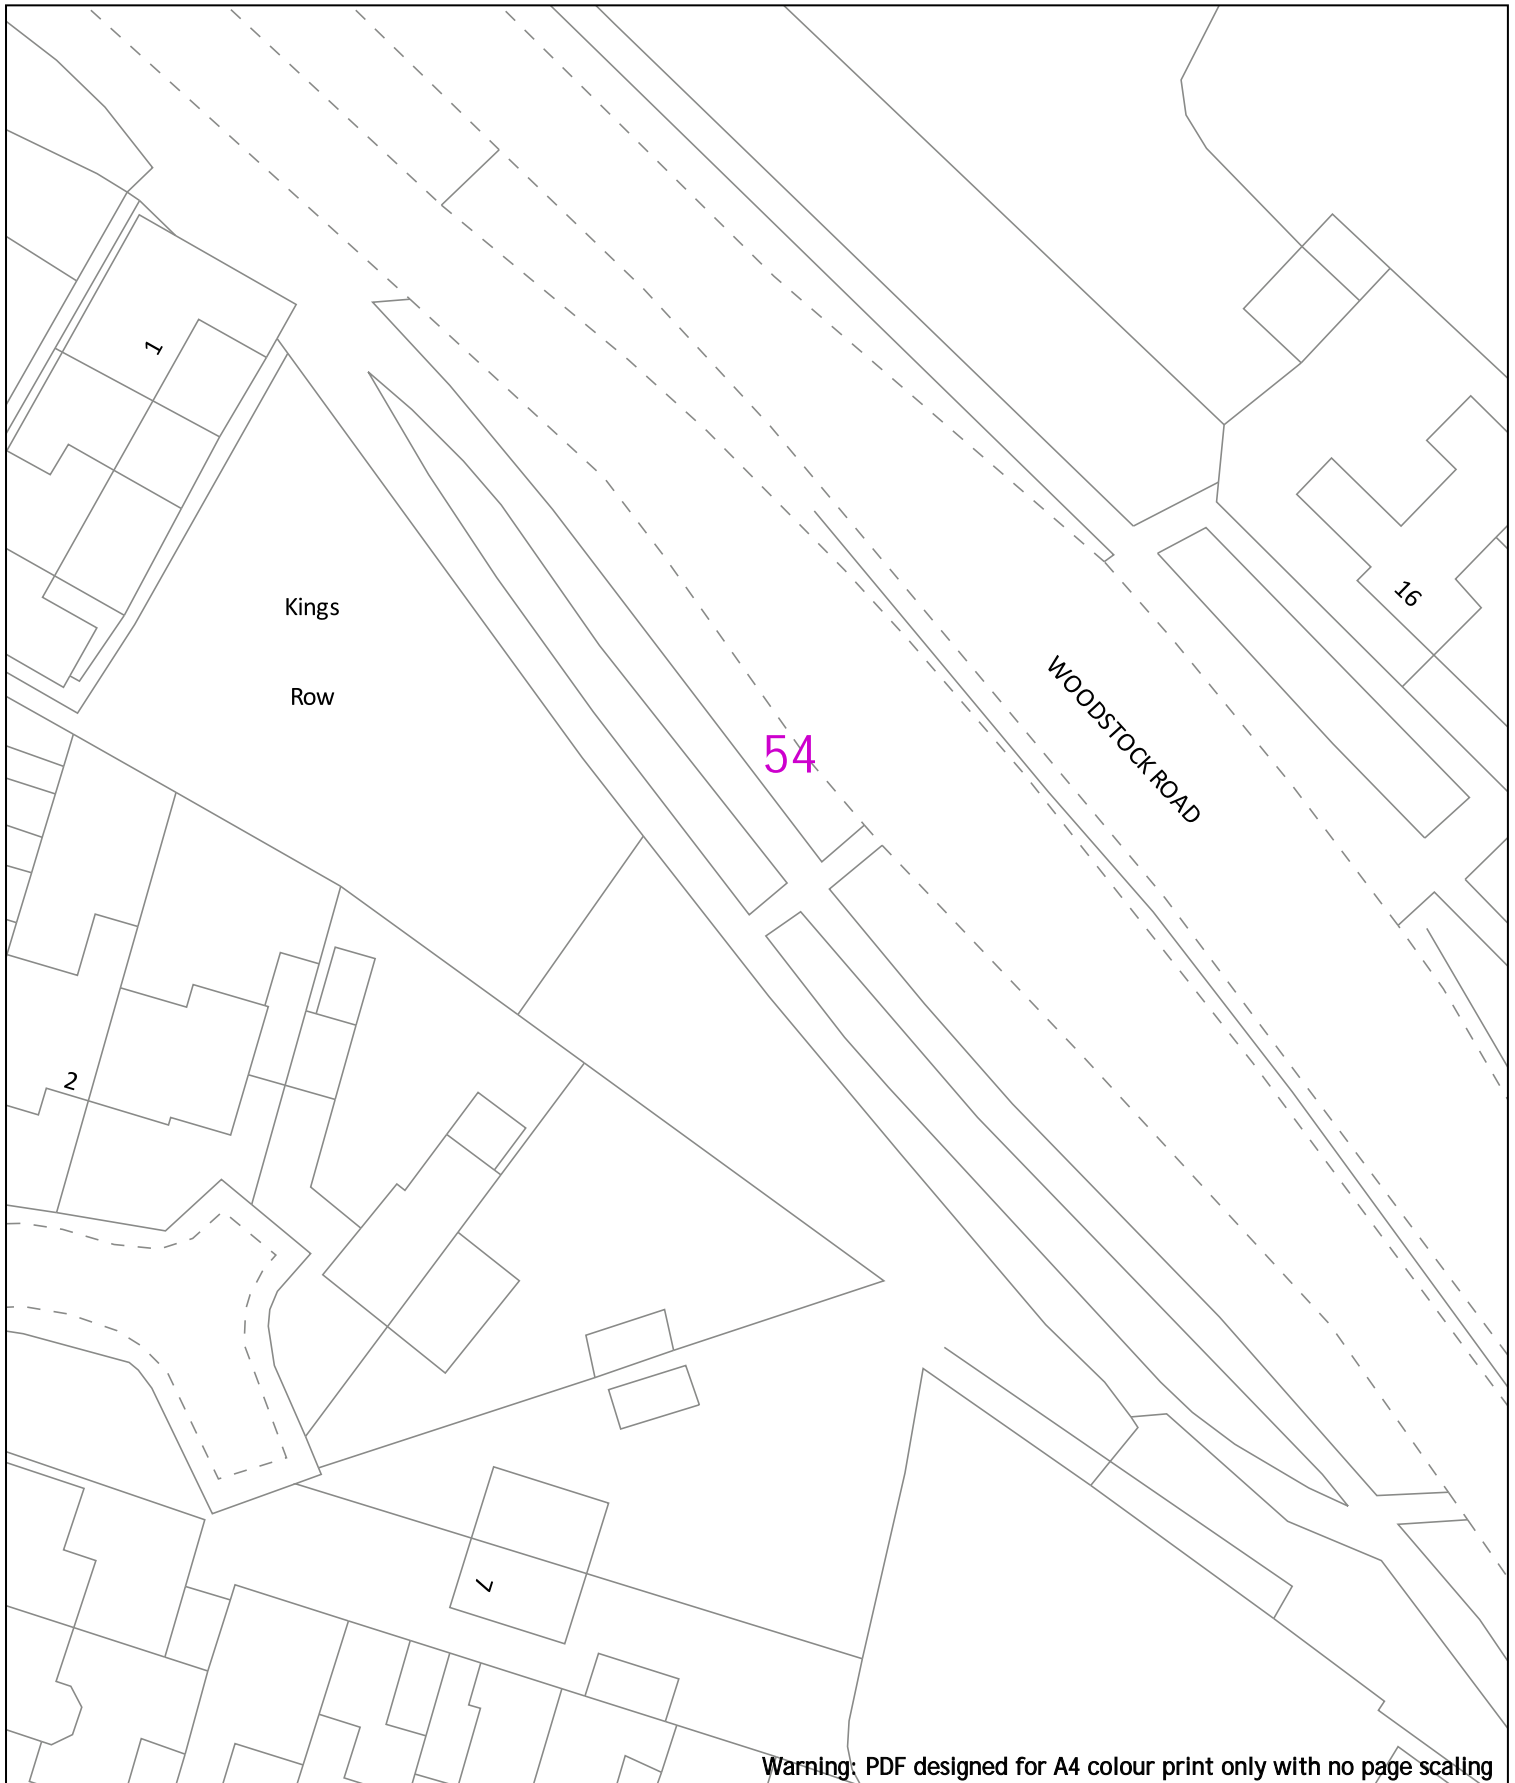 1
Kings
Row
16
WOODSTOCK ROAD
54
2
7
Warning: PDF designed for A4 colour print only with no page scaling